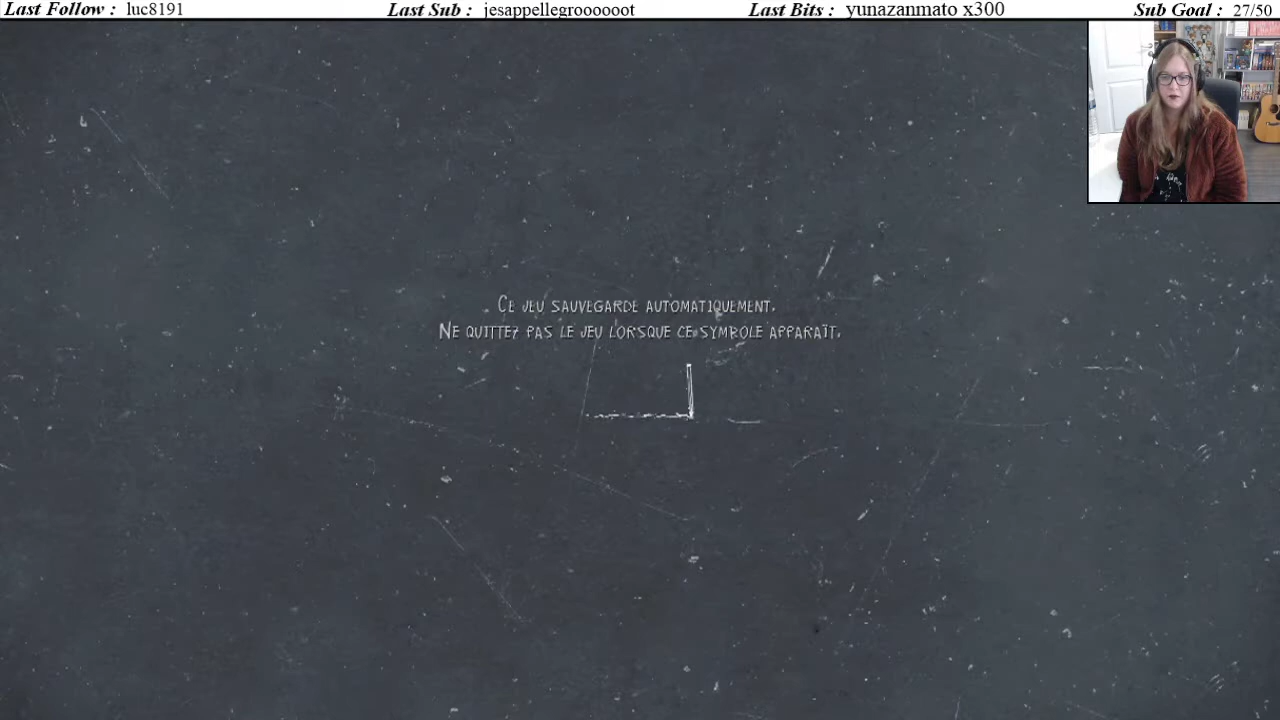 Last Follow : luc8191 Last Sub : jesappellegroooooot Last Bits : yunazanmato x300 Sub Goal : 27/50
CE JEU SAUVEGARDE AUTOMATIQUEMENT.
NE QUITTEZ PAS LE JEU LORSQUE CE SYMBOLE APPARAÎT.